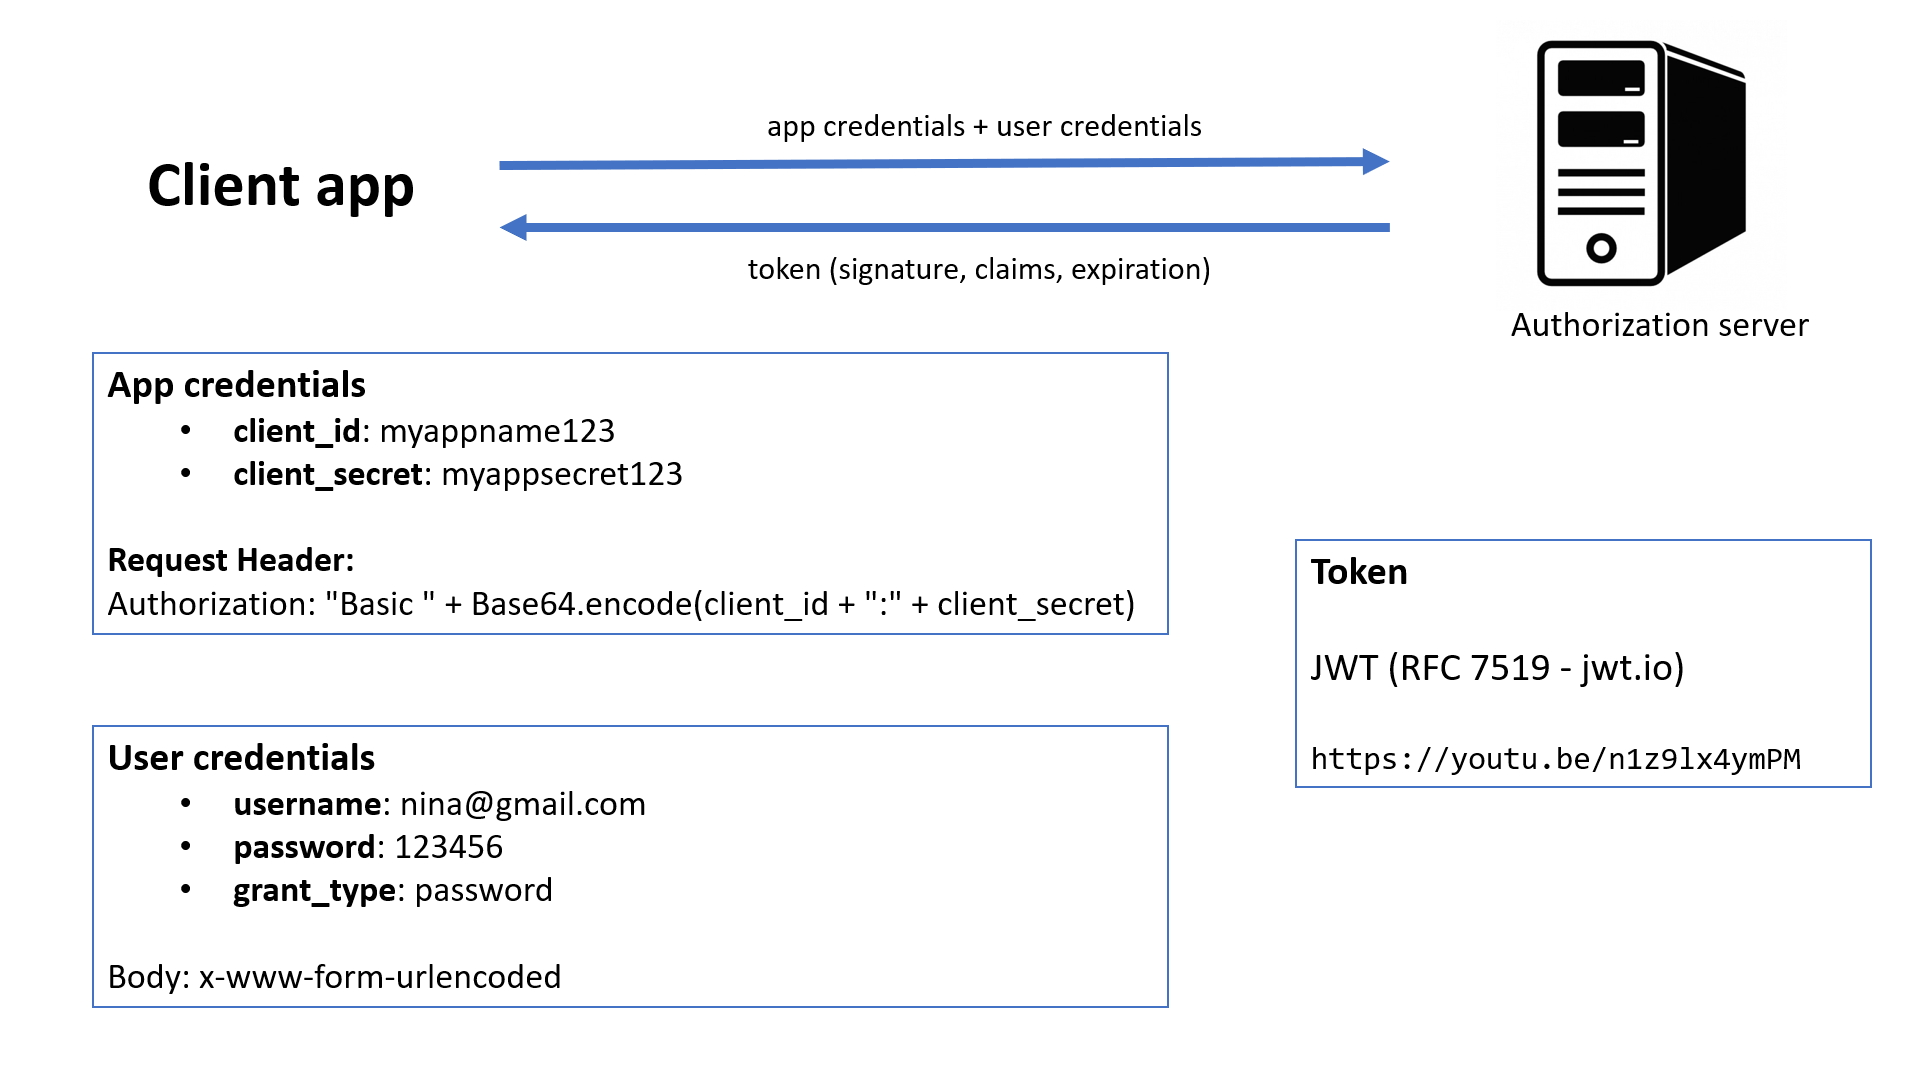 app credentials + user credentials
Client app
token (signature, claims, expiration)
Authorization server
App credentials
• client_id: myappname123
• client_secret: myappsecret123
Request Header:
Authorization: "Basic " + Base64.encode(client_id + ":" + client_secret)
Token
JWT (RFC 7519 - jwt.io)
https://youtu.be/n1z9lx4ymPM
User credentials
• username: nina@gmail.com
• password: 123456
• grant_type: password
Body: x-www-form-urlencoded